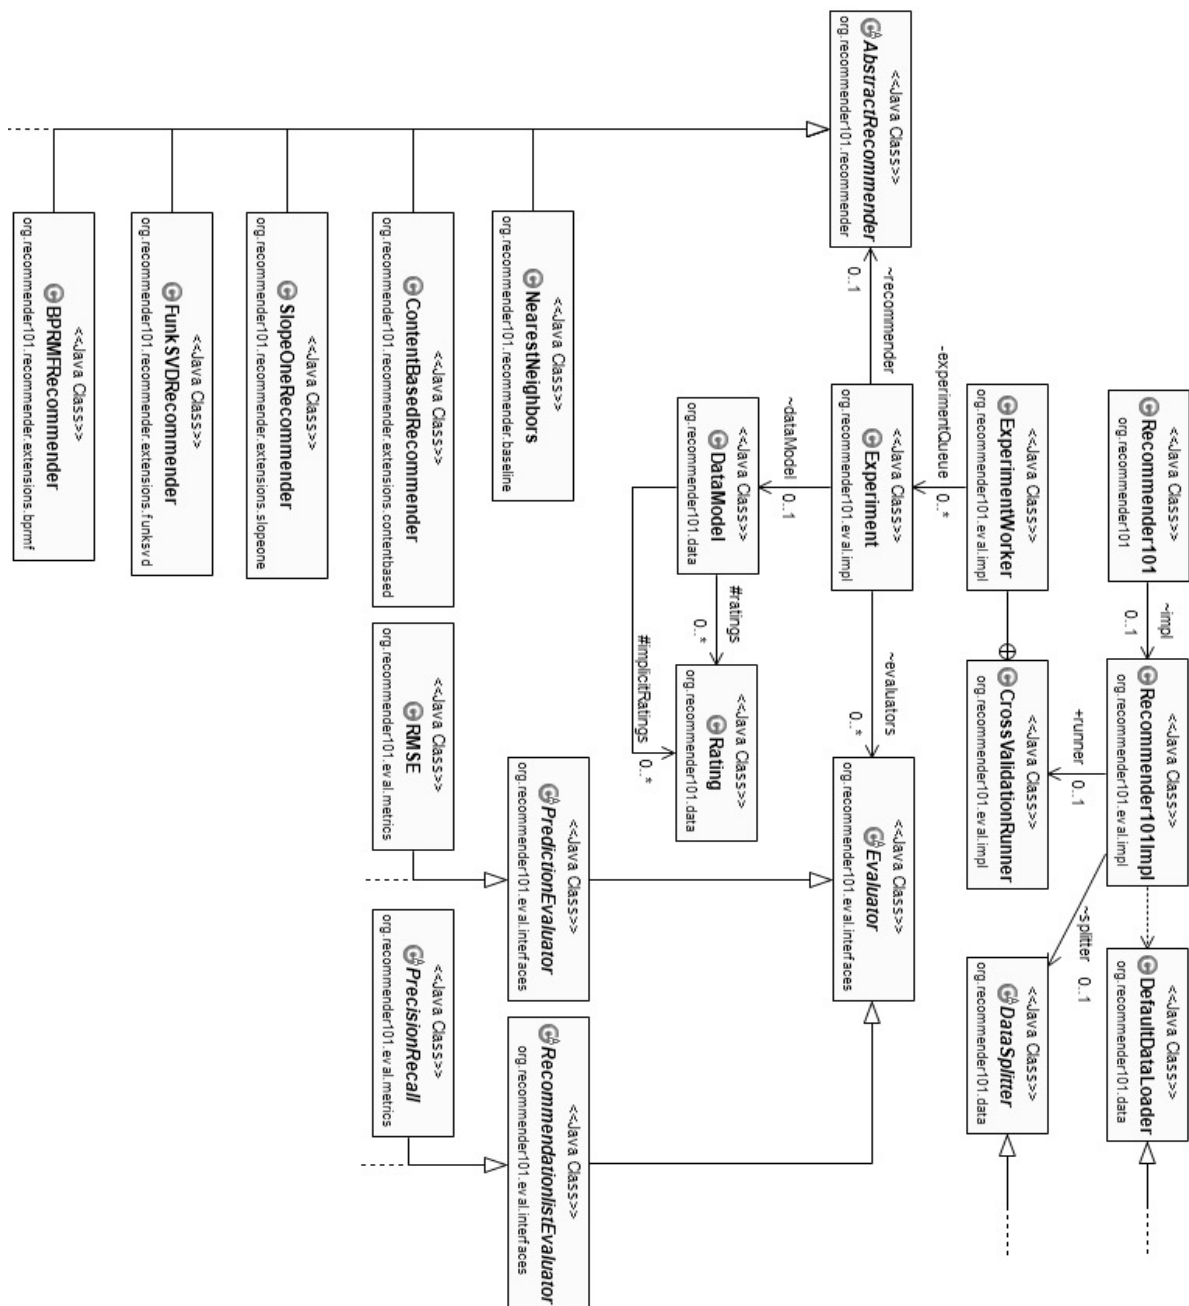 <<Java Class>>
Recommender101
org.recommender101
~impl
0..1
<<Java Class>>
Recommender101Impl
org.recommender101.eval.impl
<<Java Class>>
DefaultDataLoader
org.recommender101.data
+runner
0..1
~splitter
0..1
<<Java Class>>
ExperimentWorker
org.recommender101.eval.impl
<<Java Class>>
CrossValidationRunner
org.recommender101.eval.impl
<<Java Class>>
DataSplitter
org.recommender101.data
-experimentQueue
0..*
<<Java Class>>
AbstractRecommender
org.recommender101.recommender
~recommender
0..1
<<Java Class>>
Experiment
org.recommender101.eval.impl
~evaluators
0..*
<<Java Class>>
Evaluator
org.recommender101.eval.interfaces
~dataModel
0..1
<<Java Class>>
DataModel
org.recommender101.data
#ratings
0..*
#implicitRatings
0..*
<<Java Class>>
Rating
org.recommender101.data
<<Java Class>>
NearestNeighbors
org.recommender101.recommender.baseline
<<Java Class>>
PredictionEvaluator
org.recommender101.eval.interfaces
<<Java Class>>
RecommendationlistEvaluator
org.recommender101.eval.interfaces
<<Java Class>>
ContentBasedRecommender
org.recommender101.recommender.extensions.contentbased
<<Java Class>>
RMSE
org.recommender101.eval.metrics
<<Java Class>>
PrecisionRecall
org.recommender101.eval.metrics
<<Java Class>>
SlopeOneRecommender
org.recommender101.recommender.extensions.slopeone
<<Java Class>>
FunkSVDRecommender
org.recommender101.recommender.extensions.funksvd
<<Java Class>>
BPRMFRecommender
org.recommender101.recommender.extensions.bprmf